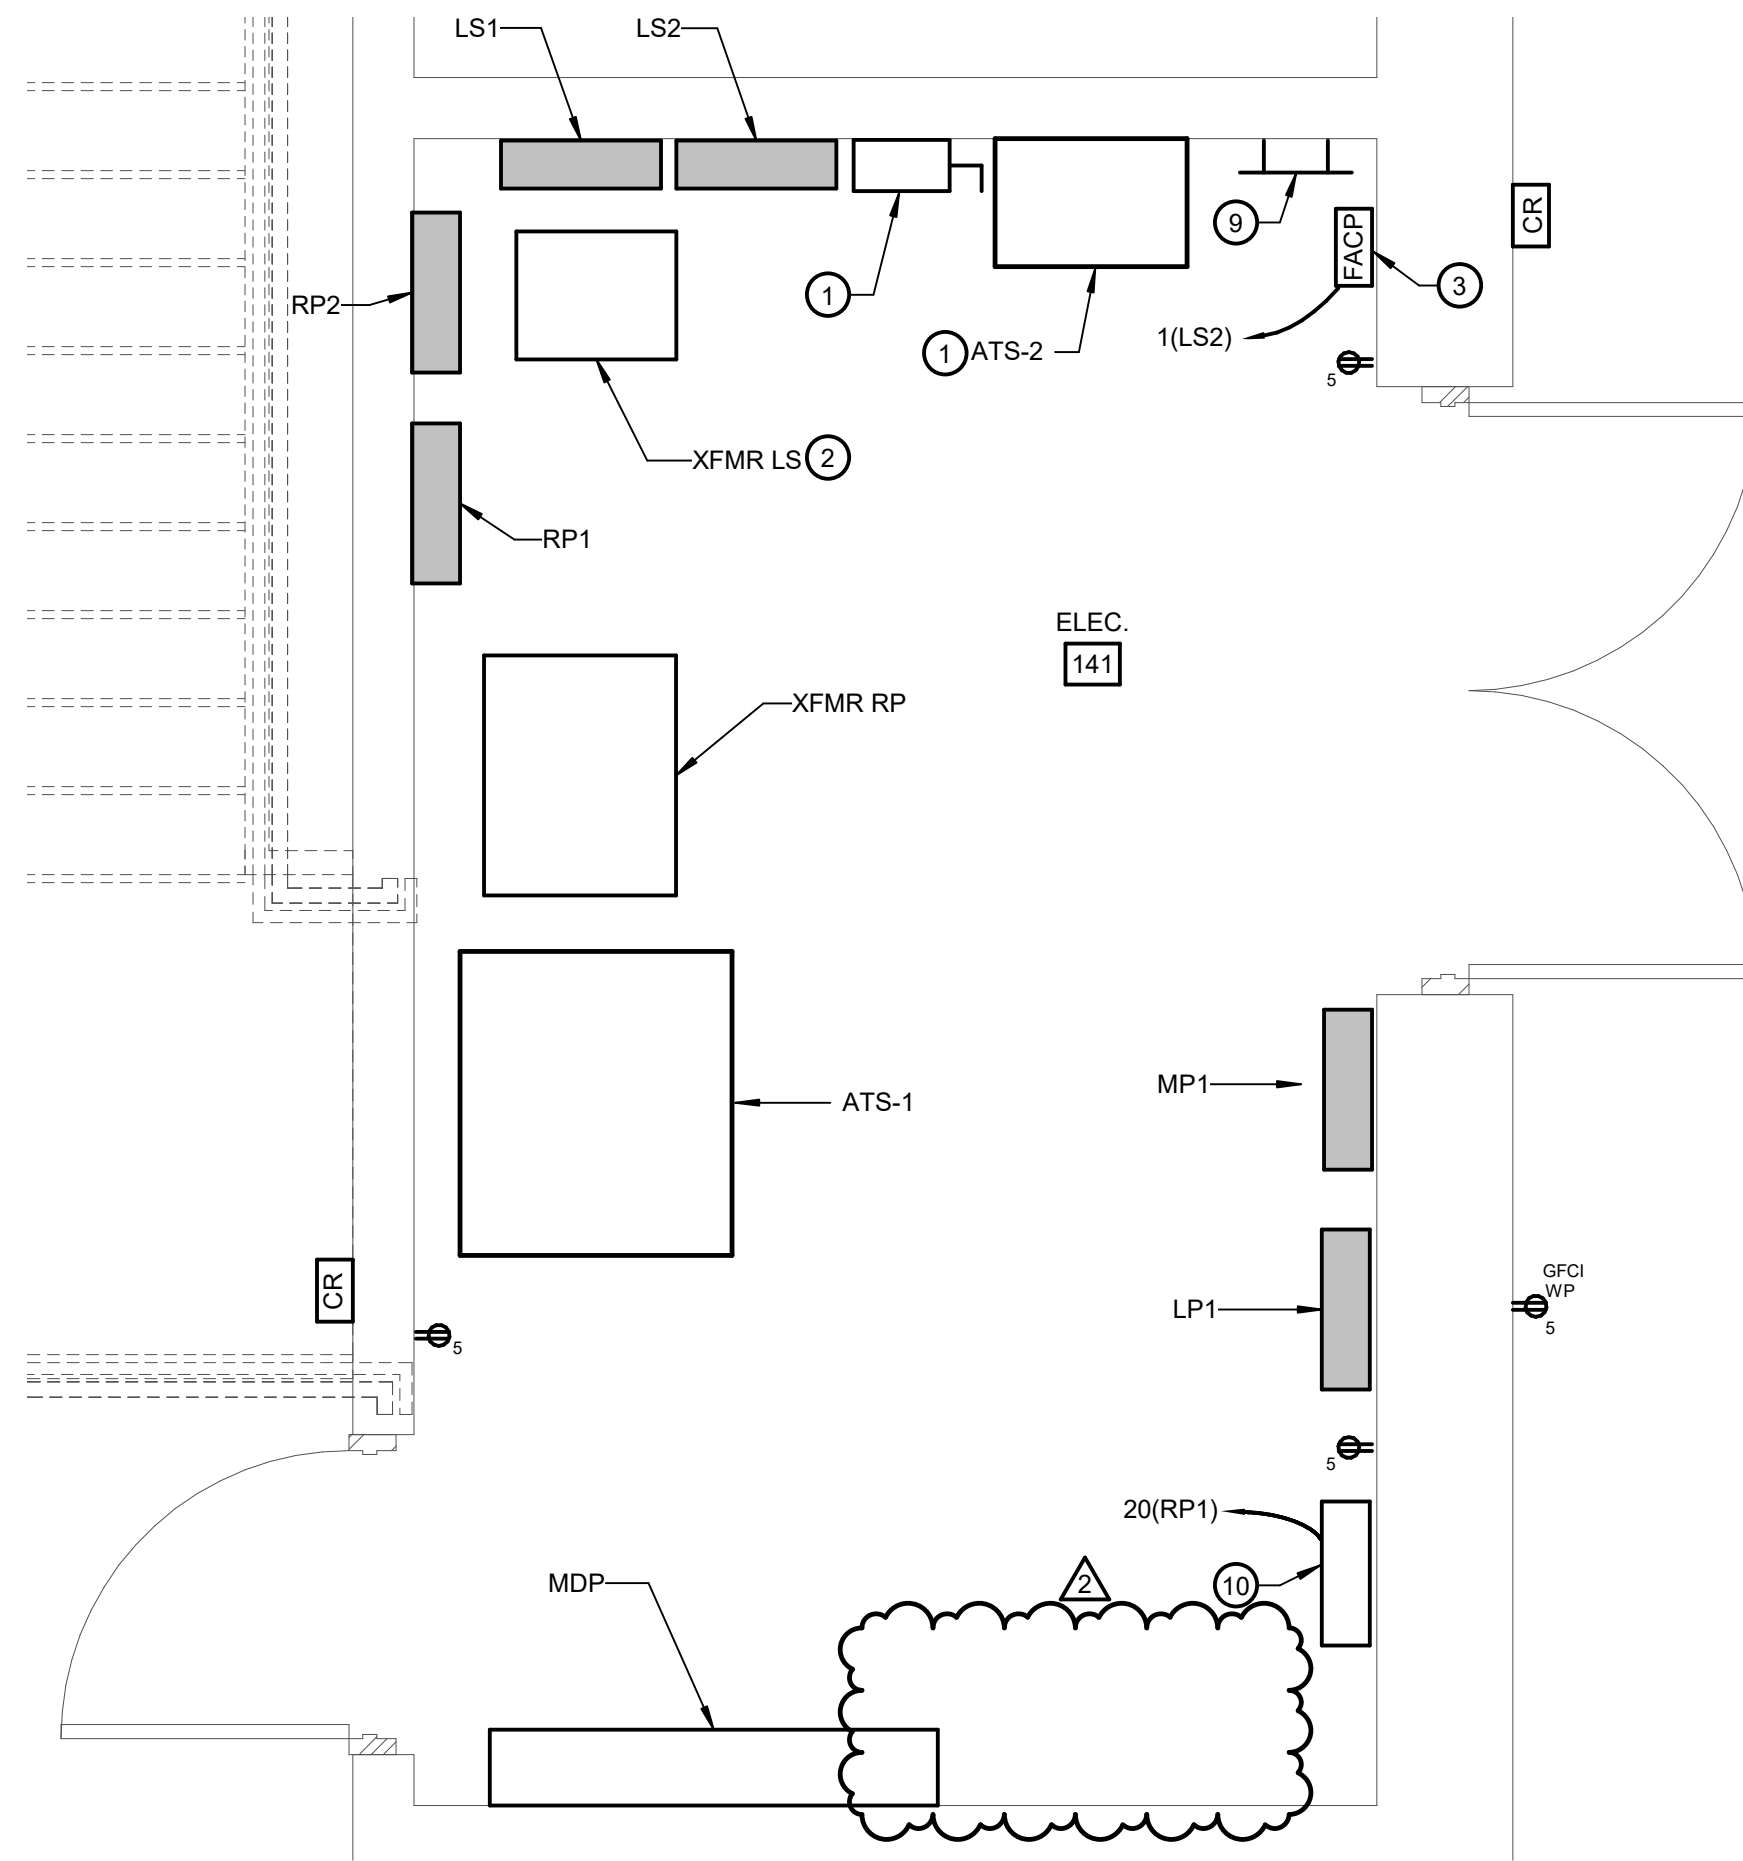 LS1
LS2
CR
9
FACP
3
RP2
1
1(LS2)
1 ATS-2
5
XFMR LS 2
RP1
ELEC.
141
XFMR RP
MP1
ATS-1
CR
GFCI
WP
5
LP1
5
5
20(RP1)
MDP
2
10